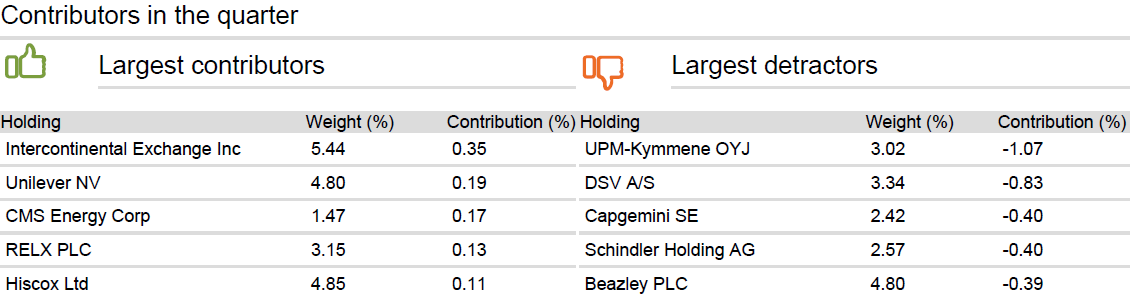 Contributors in the quarter
Largest contributors Largest detractors
Holding Weight (%) Contribution (%) Holding Weight (%) Contribution (%)
Intercontinental Exchange Inc 5.44 0.35 UPM-Kymmene OYJ 3.02 -1.07
Unilever NV 4.80 0.19 DSV A/S 3.34 -0.83
CMS Energy Corp 1.47 0.17 Capgemini SE 2.42 -0.40
RELX PLC 3.15 0.13 Schindler Holding AG 2.57 -0.40
Hiscox Ltd 4.85 0.11 Beazley PLC 4.80 -0.39